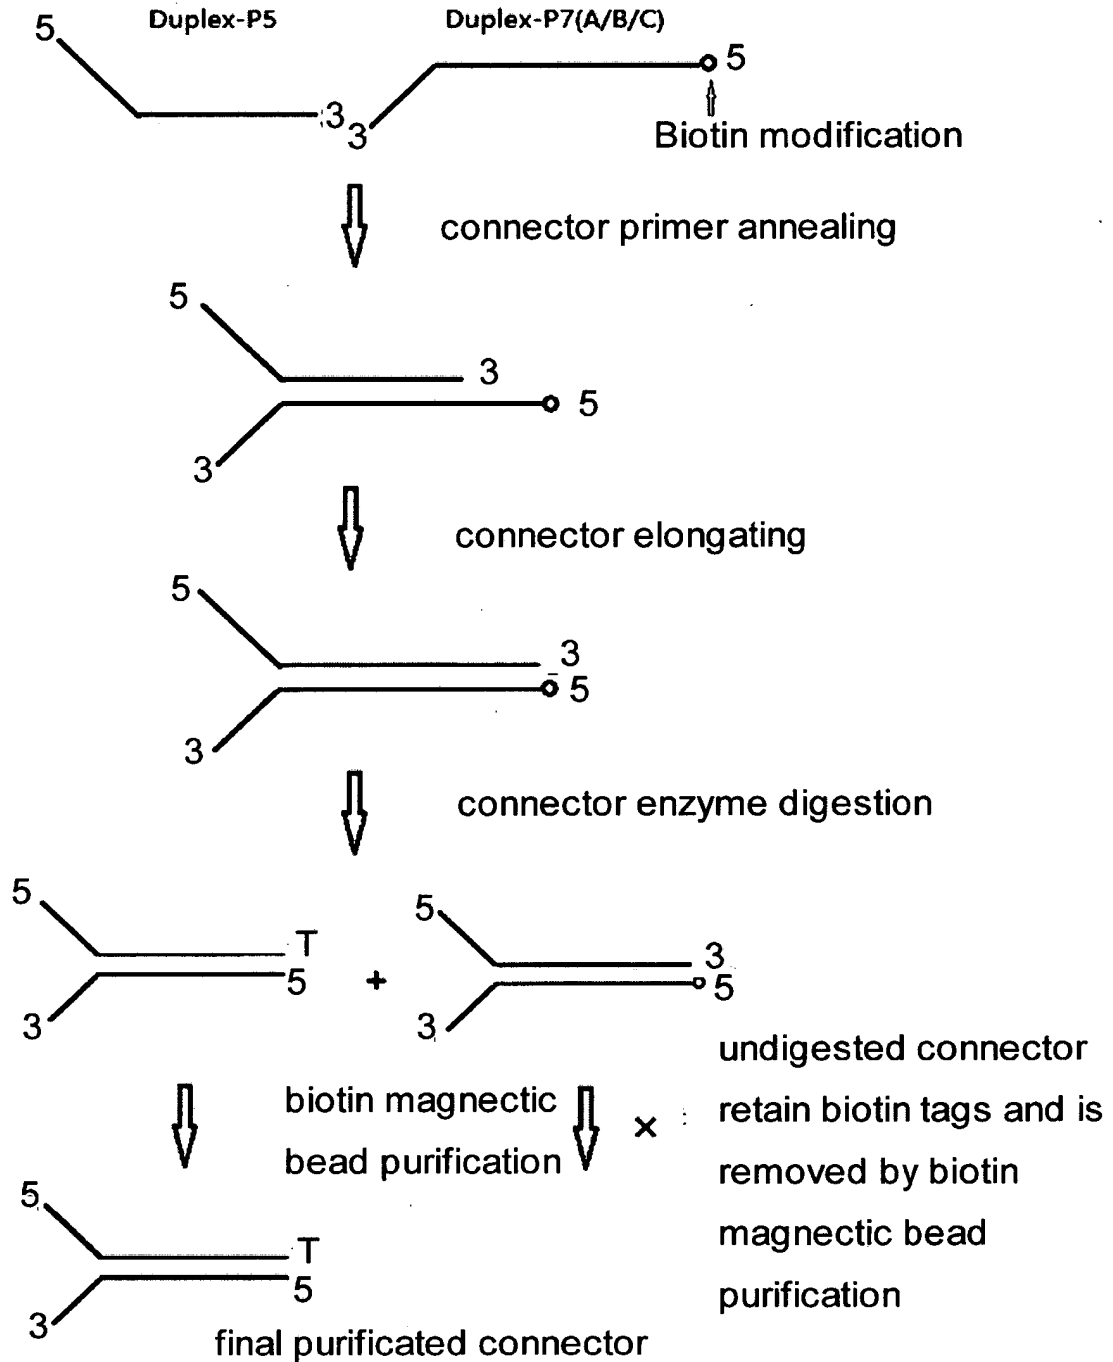 Duplex-P5 Duplex-P7(A/B/C)
5 5
3 3
Biotin modification
connector primer annealing
5
3
5
3
connector elongating
5
3
5
3
connector enzyme digestion
5 5
T 3
5 + 5
3 3
undigested connector
biotin magnectic × retain biotin tags and is
bead purification removed by biotin
5 magnectic bead
T
5 purification
3
final purificated connector